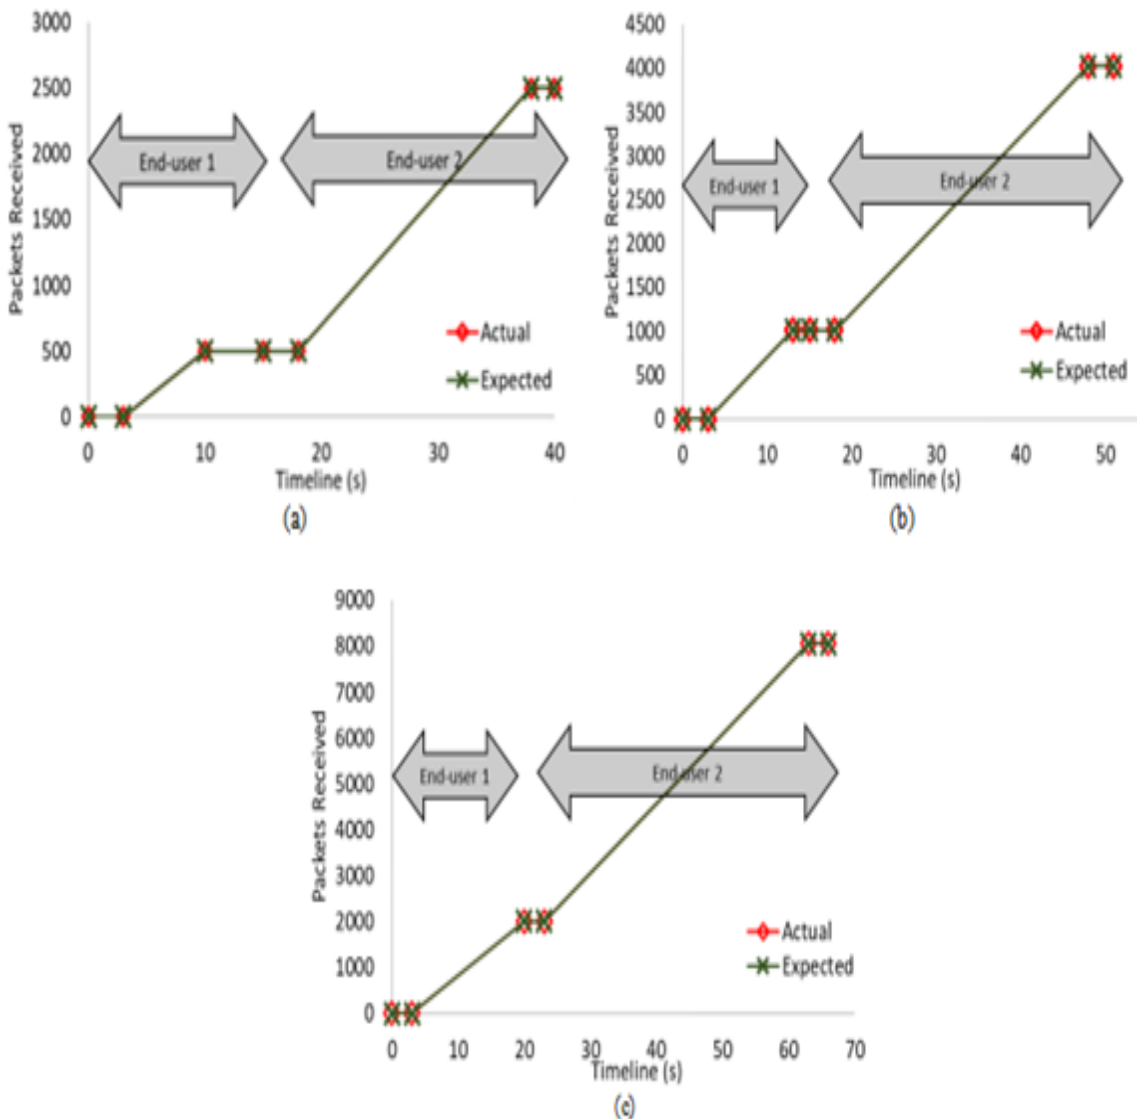 3000
2500
2000
1500
1000
500
0
Packets Received
End-user 1
End-user 2
Actual
Expected
0 10 20 30 40
Timeline (s)
(a)
4500
4000
3500
3000
2500
2000
1500
1000
500
0
Packets Received
End-user 1
End-user 2
Actual
Expected
0 10 20 30 40 50
Timeline (s)
(b)
9000
8000
7000
6000
5000
4000
3000
2000
1000
0
Packets Received
End-user 1
End-user 2
Actual
Expected
0 10 20 30 40 50 60 70
Timeline (s)
(c)